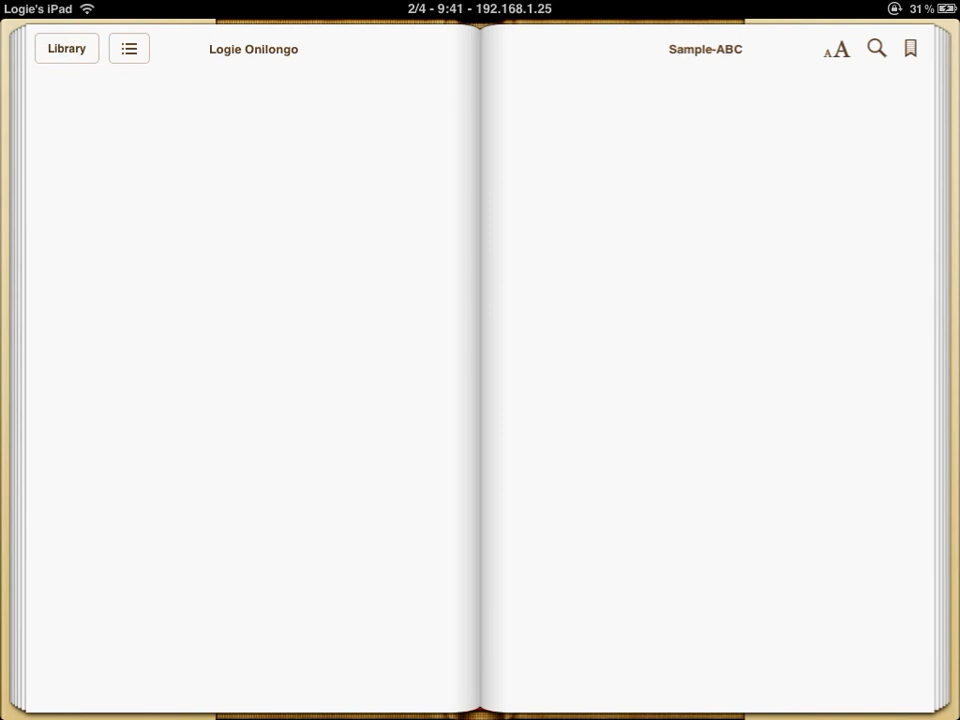 Logie's iPad 2/4 - 9:41 - 192.168.1.25 31 %
Library Logie Onilongo Sample-ABC AA